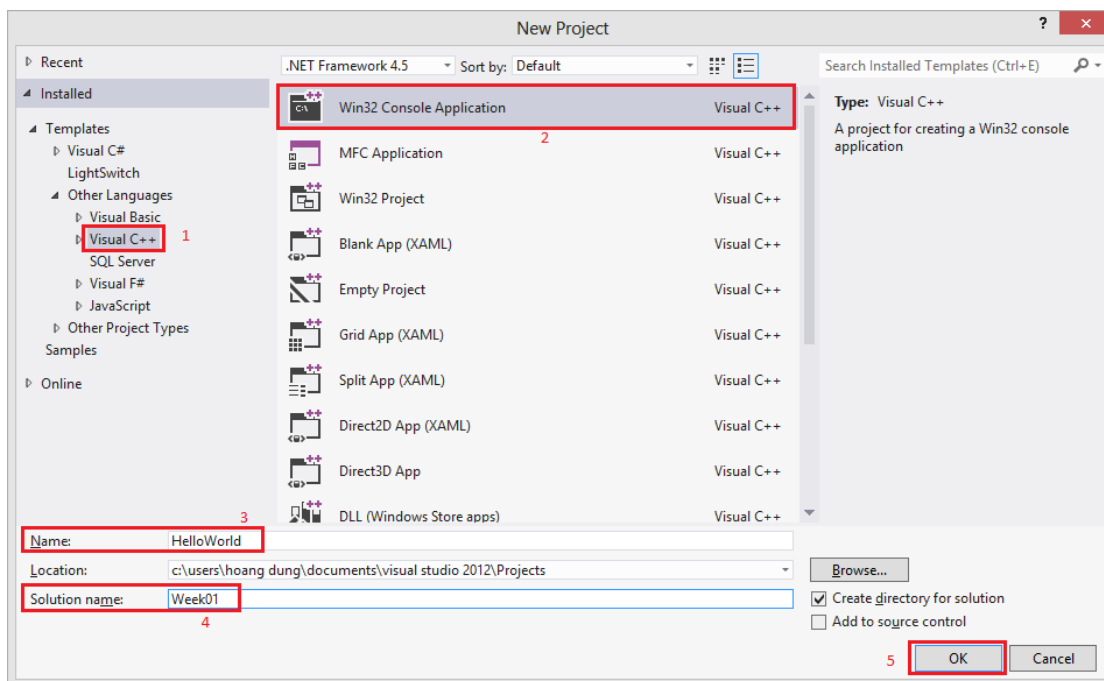 New Project
?
Recent
.NET Framework 4.5
Sort by: Default
Search Installed Templates (Ctrl+E)
Installed
Templates
Visual C#
LightSwitch
Other Languages
Visual Basic
Visual C++
1
SQL Server
Visual F#
JavaScript
Other Project Types
Samples
Online
C:\ Win32 Console Application Visual C++
2
MFC Application Visual C++
Win32 Project Visual C++
Blank App (XAML) Visual C++
Empty Project Visual C++
Grid App (XAML) Visual C++
Split App (XAML) Visual C++
Direct2D App (XAML) Visual C++
Direct3D App Visual C++
DLL (Windows Store apps) Visual C++
Type: Visual C++
A project for creating a Win32 console
application
3
Name: HelloWorld
Location: c:\users\hoang dung\documents\visual studio 2012\Projects
Browse...
Solution name: Week01
4
Create directory for solution
Add to source control
5
OK
Cancel